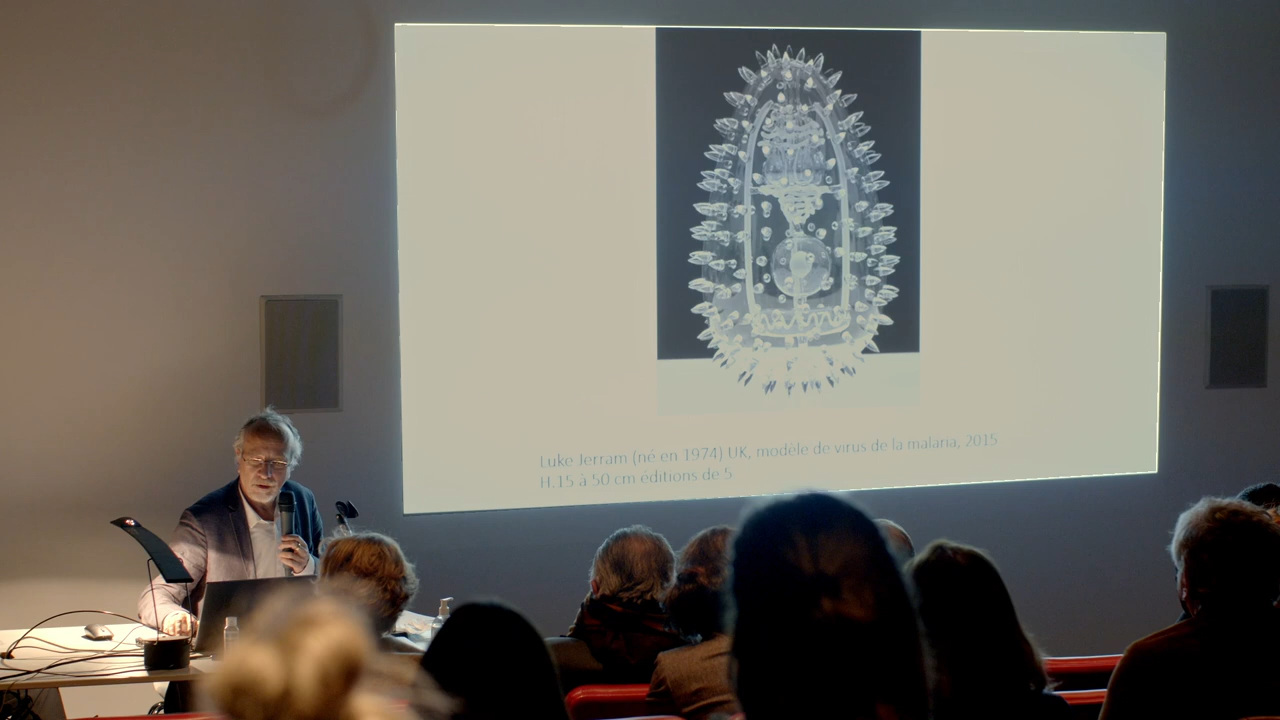 Luke Jerram (né en 1974) UK, modèle de virus de la malaria, 2015
H.15 à 50 cm éditions de 5